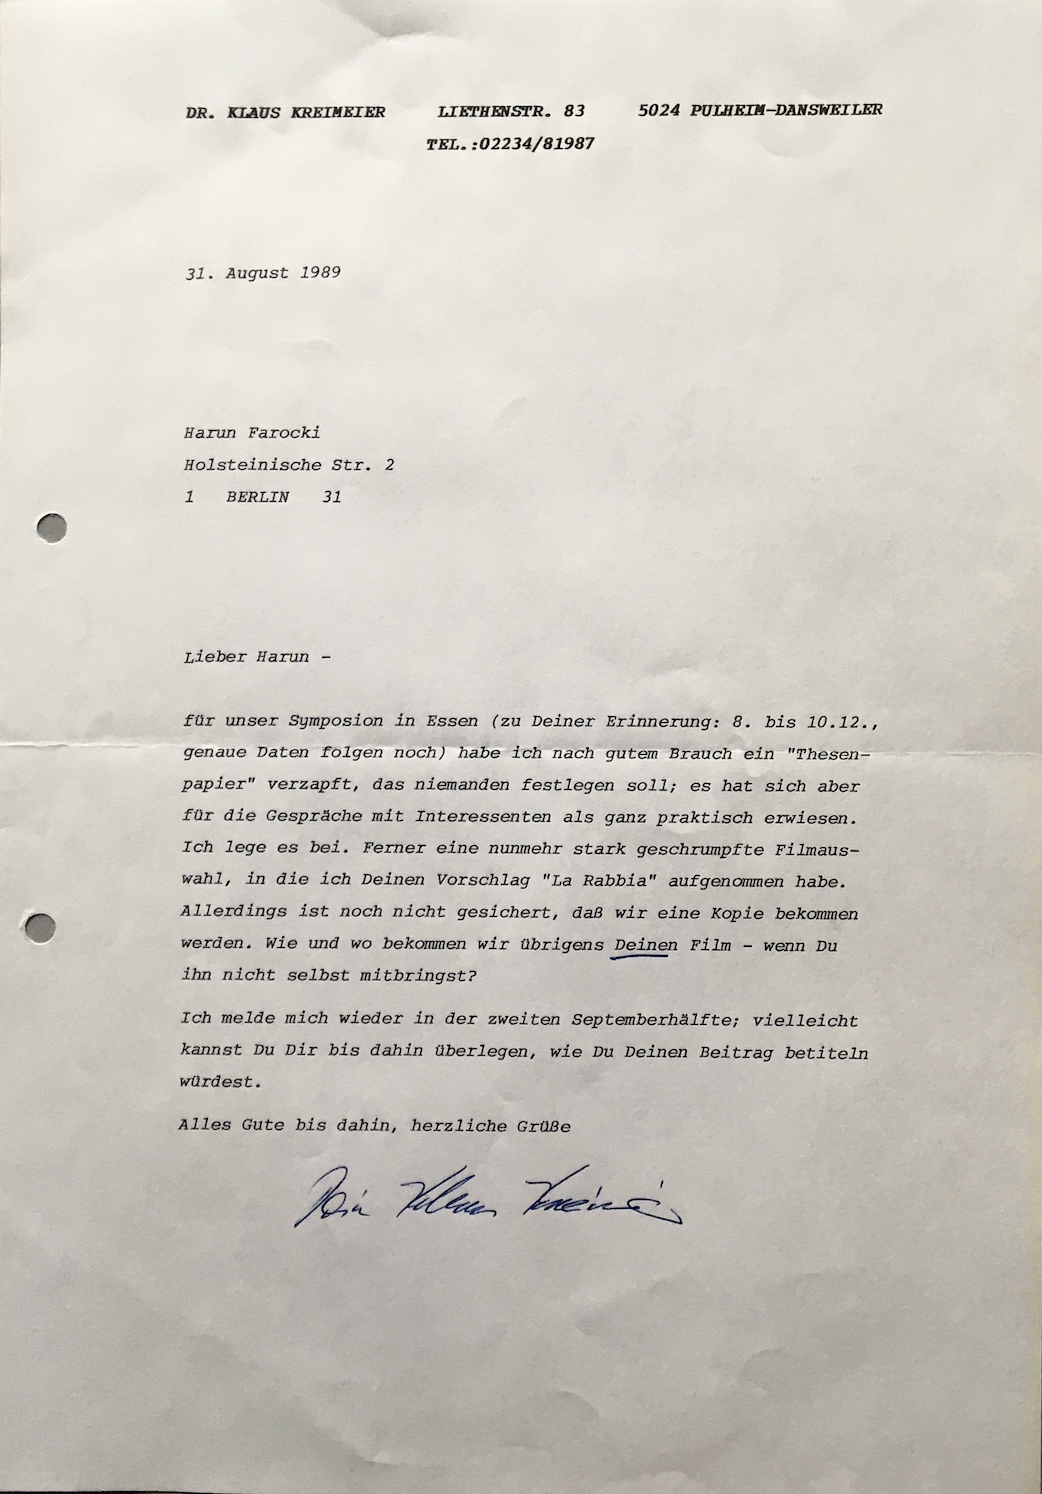 DR. KLAUS KREIMEIER LIETHENSTR. 83 5024 PULHEIM-DANSWEILER
TEL.:02234/81987
31. August 1989
Harun Farocki
Holsteinische Str. 2
1 BERLIN 31
Lieber Harun -
für unser Symposion in Essen (zu Deiner Erinnerung: 8. bis 10.12.,
genaue Daten folgen noch) habe ich nach gutem Brauch ein "Thesen-
papier" verzapft, das niemanden festlegen soll; es hat sich aber
für die Gespräche mit Interessenten als ganz praktisch erwiesen.
Ich lege es bei. Ferner eine nunmehr stark geschrumpfte Filmaus-
wahl, in die ich Deinen Vorschlag "La Rabbia" aufgenommen habe.
Allerdings ist noch nicht gesichert, daß wir eine Kopie bekommen
werden. Wie und wo bekommen wir übrigens Deinen Film - wenn Du
ihn nicht selbst mitbringst?
Ich melde mich wieder in der zweiten Septemberhälfte; vielleicht
kannst Du Dir bis dahin überlegen, wie Du Deinen Beitrag betiteln
würdest.
Alles Gute bis dahin, herzliche Grüße
Dein Klaus Kreimeier